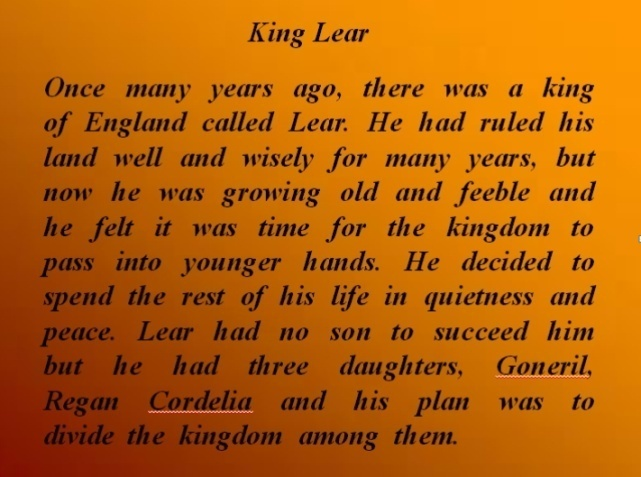 King Lear
Once many years ago, there was a king
of England called Lear. He had ruled his
land well and wisely for many years, but
now he was growing old and feeble and
he felt it was time for the kingdom to
pass into younger hands. He decided to
spend the rest of his life in quietness and
peace. Lear had no son to succeed him
but he had three daughters, Goneril,
Regan Cordelia and his plan was to
divide the kingdom among them.